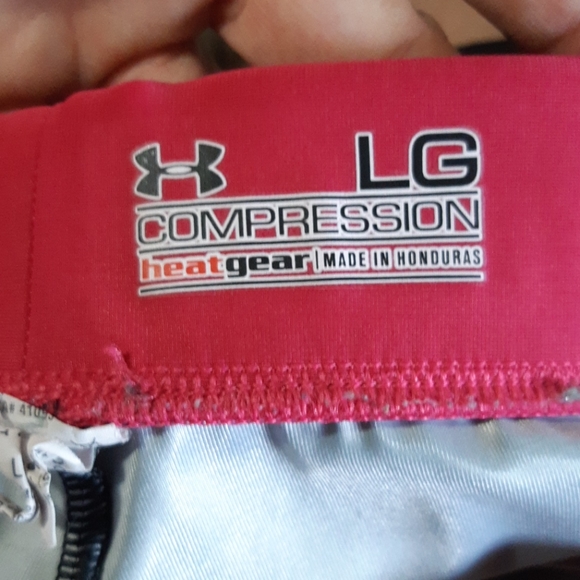 LG
COMPRESSION
heatgear | MADE IN HONDURAS